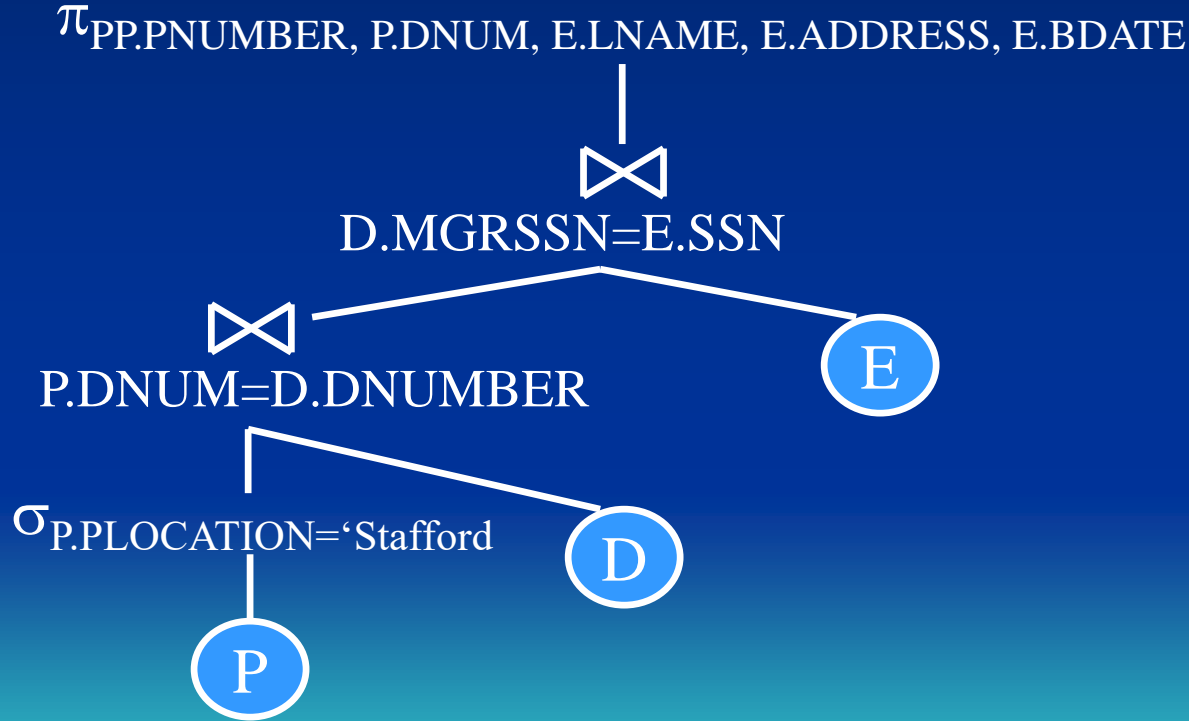 πPP.PNUMBER, P.DNUM, E.LNAME, E.ADDRESS, E.BDATE
⋈
D.MGRSSN=E.SSN
⋈
P.DNUM=D.DNUMBER
E
σP.PLOCATION=‘Stafford
D
P